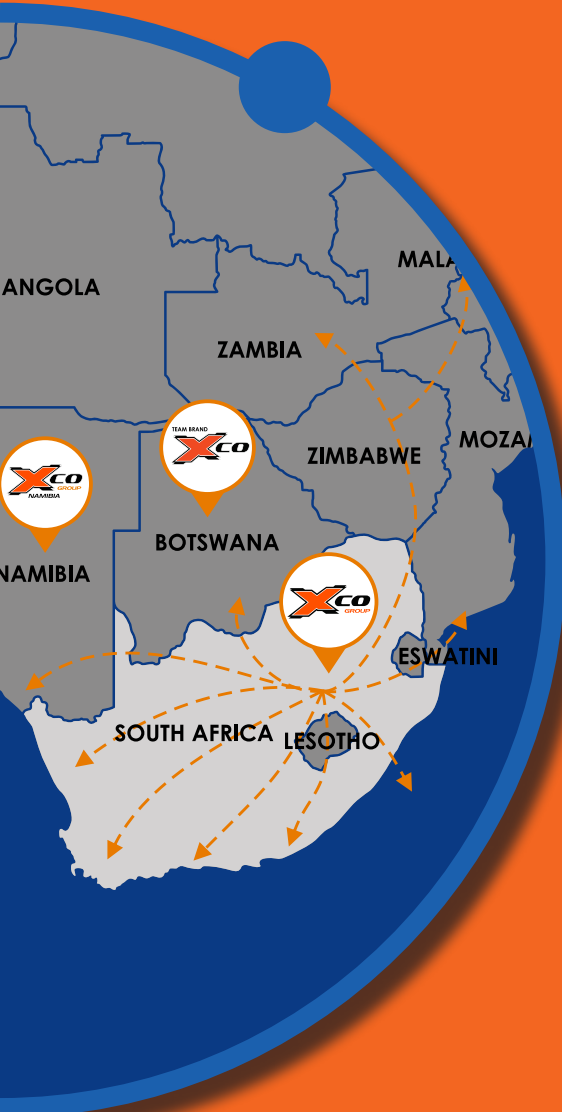 ANGOLA
MALA
ZAMBIA
TEAM BRAND
XCO
ZIMBABWE
MOZA
XCO
GROUP
NAMIBIA
BOTSWANA
NAMIBIA
XCO
GROUP
ESWATINI
SOUTH AFRICA
LESOTHO